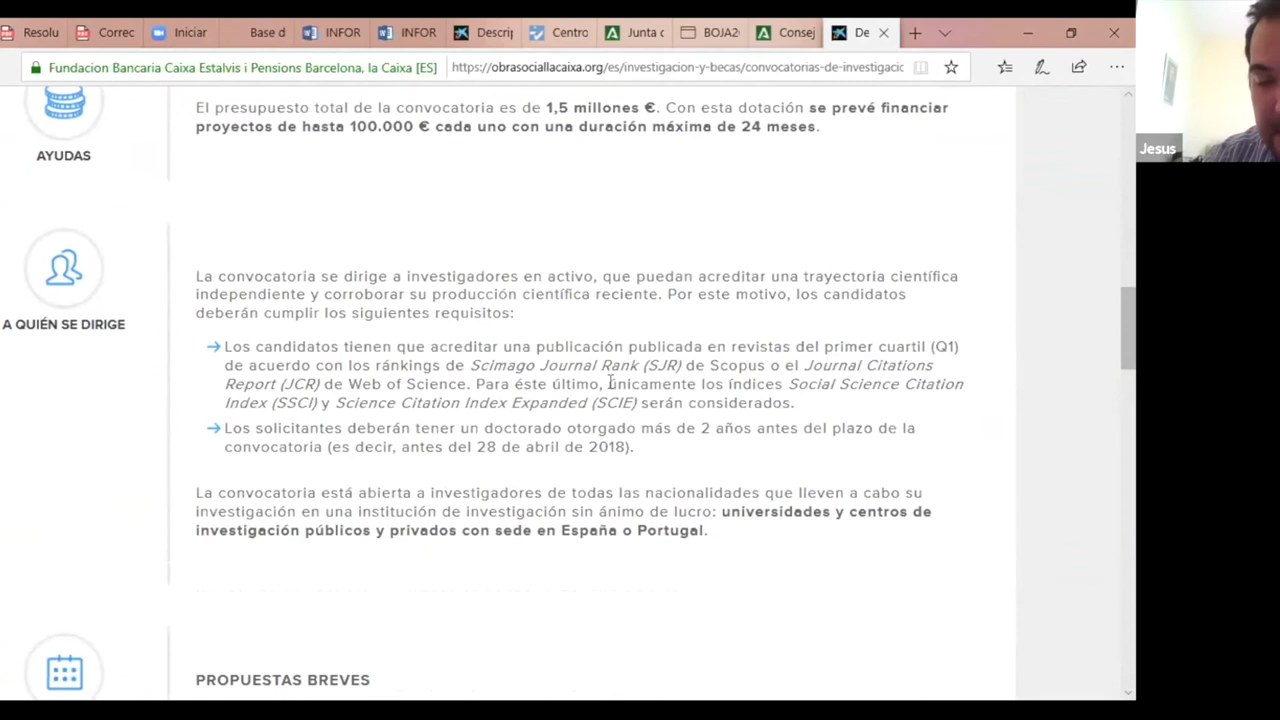 Resolu Correc Iniciar Base d INFOR INFOR Descrip Centro Junta c BOJA2 Consej De
Fundacion Bancaria Caixa Estalvis i Pensions Barcelona, la Caixa [ES] https://obrasociallacaixa.org/es/investigacion-y-becas/convocatorias-de-investigacic
El presupuesto total de la convocatoria es de 1,5 millones €. Con esta dotación se prevé financiar
proyectos de hasta 100.000 € cada uno con una duración máxima de 24 meses.
AYUDAS
Jesus
La convocatoria se dirige a investigadores en activo, que puedan acreditar una trayectoria científica
independiente y corroborar su producción científica reciente. Por este motivo, los candidatos
deberán cumplir los siguientes requisitos:
A QUIÉN SE DIRIGE
Los candidatos tienen que acreditar una publicación publicada en revistas del primer cuartil (Q1)
de acuerdo con los ránkings de Scimago Journal Rank (SJR) de Scopus o el Journal Citations
Report (JCR) de Web of Science. Para éste último, únicamente los índices Social Science Citation
Index (SSCI) y Science Citation Index Expanded (SCIE) serán considerados.
Los solicitantes deberán tener un doctorado otorgado más de 2 años antes del plazo de la
convocatoria (es decir, antes del 28 de abril de 2018).
La convocatoria está abierta a investigadores de todas las nacionalidades que lleven a cabo su
investigación en una institución de investigación sin ánimo de lucro: universidades y centros de
investigación públicos y privados con sede en España o Portugal.
PROPUESTAS BREVES